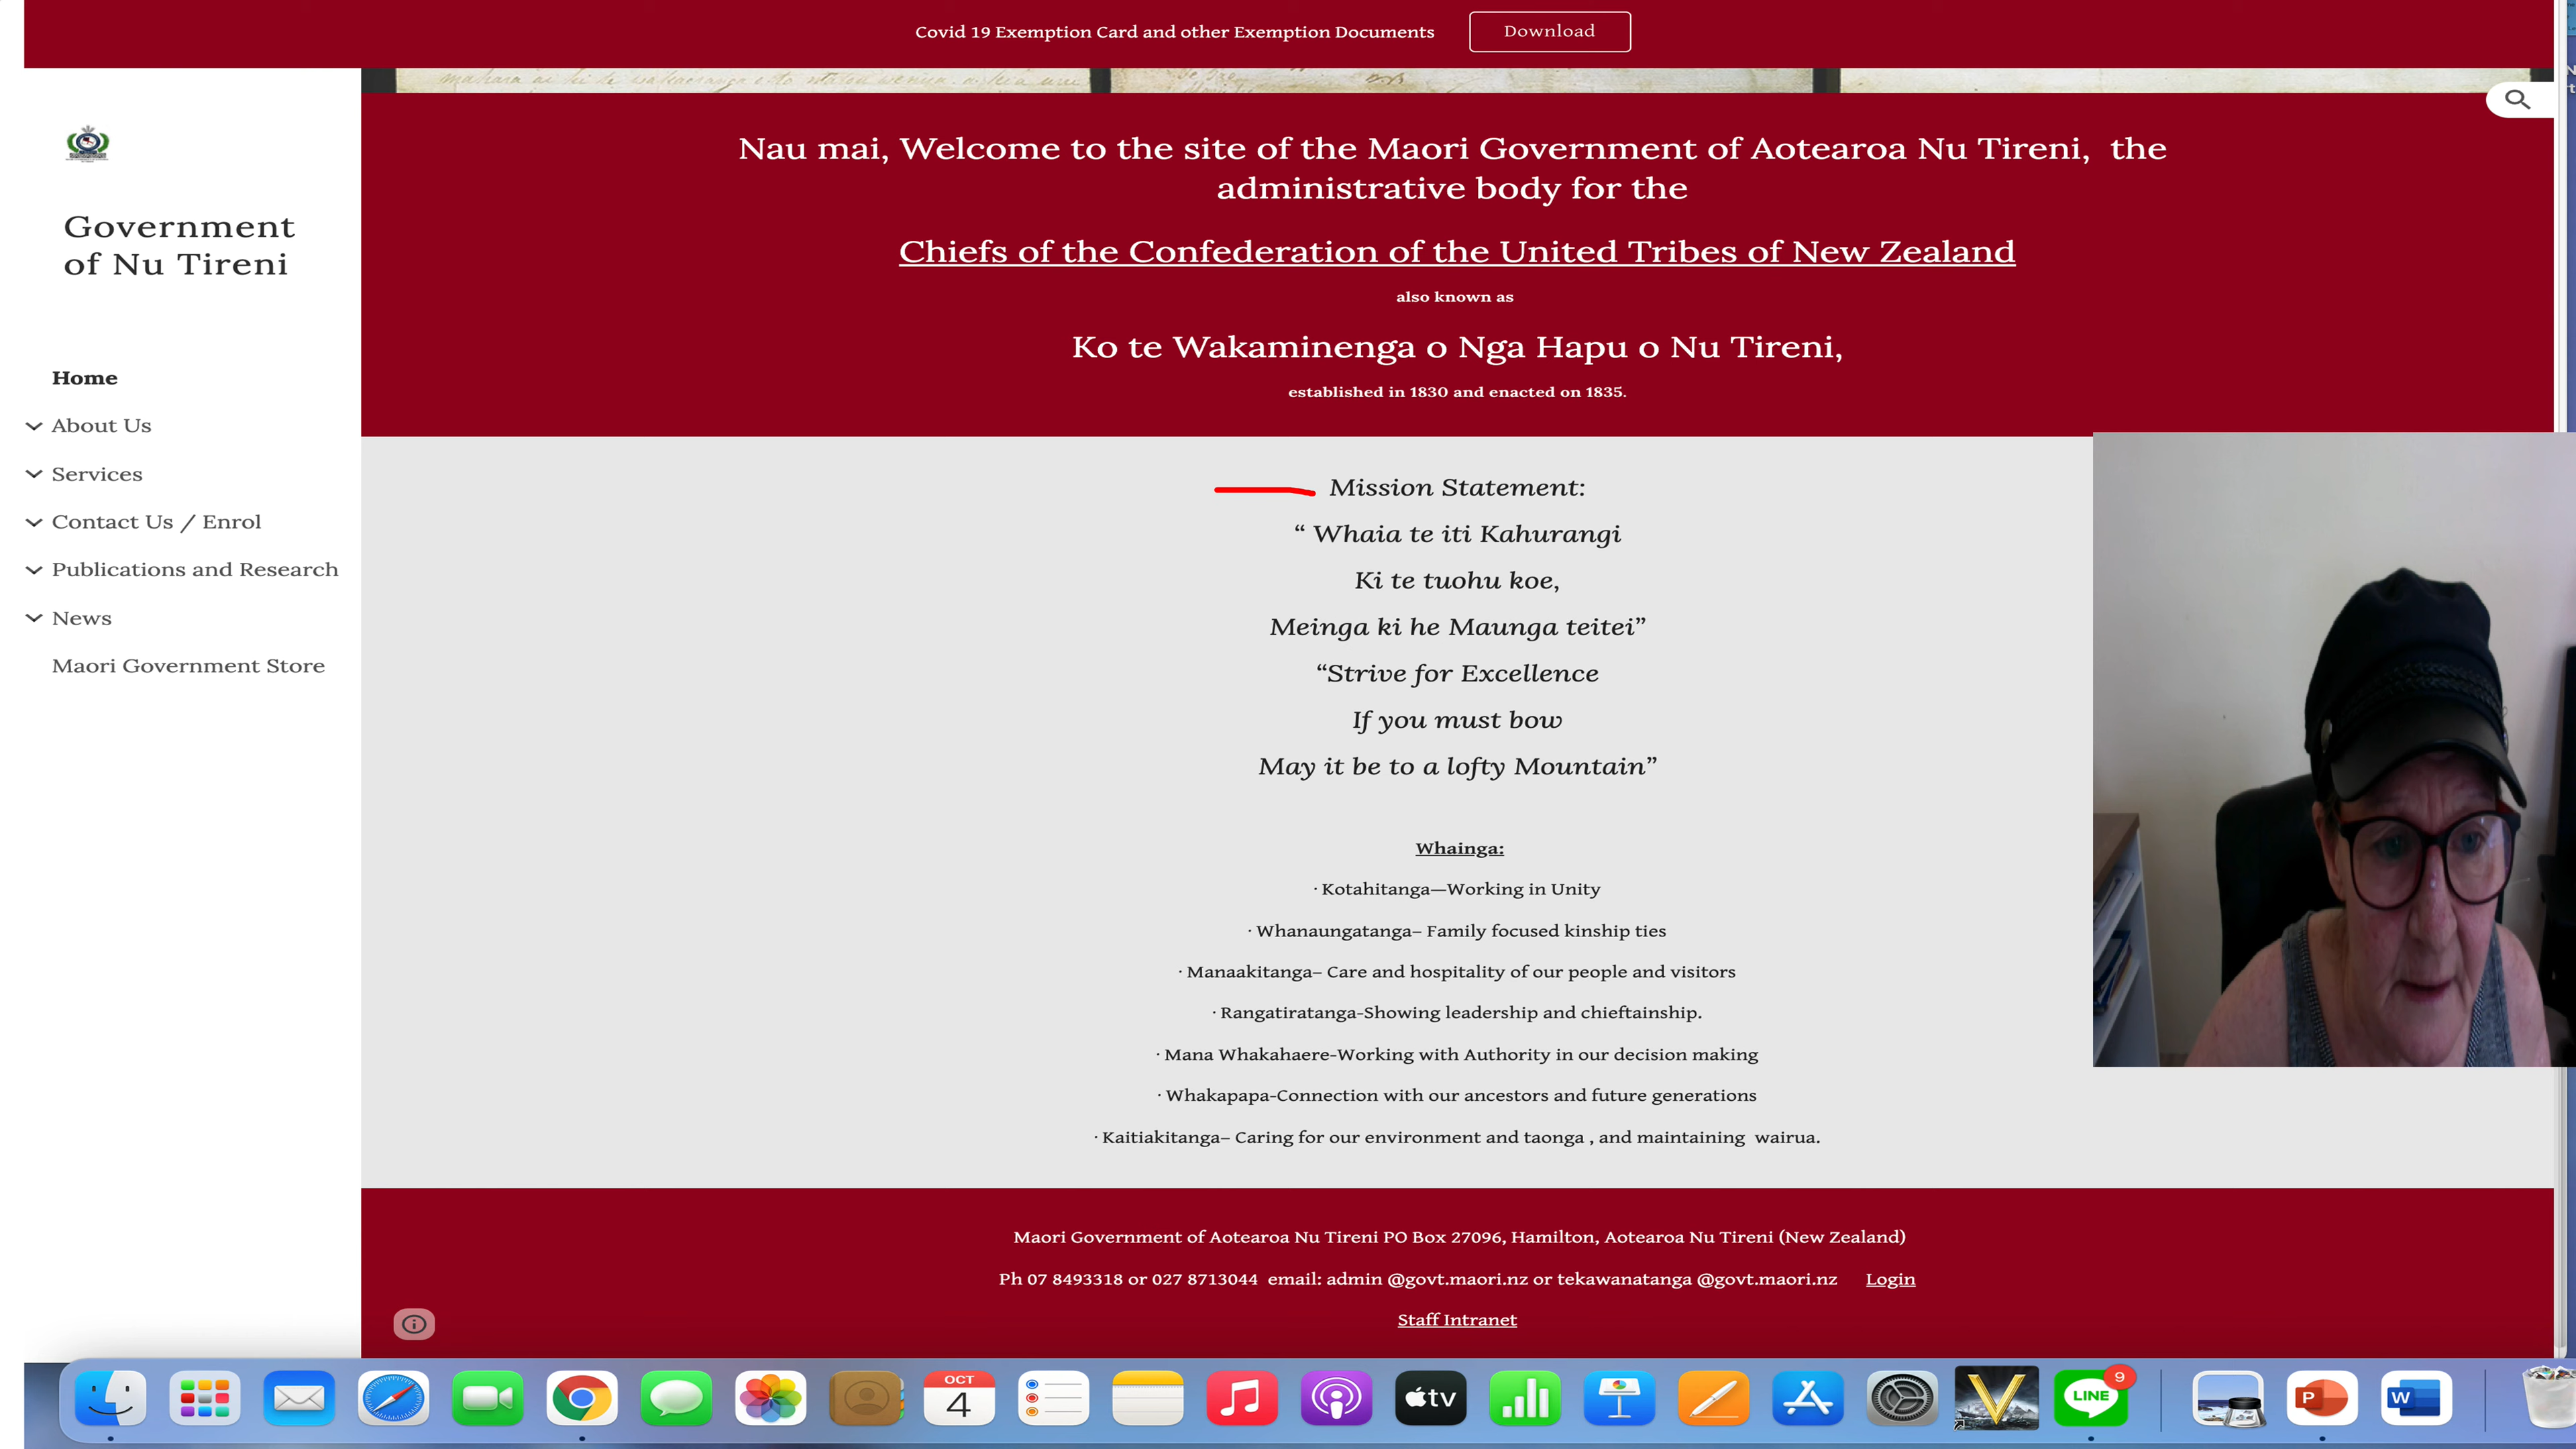 Covid 19 Exemption Card and other Exemption Documents
Download
Government
of Nu Tireni
Home
About Us
Services
Contact Us / Enrol
Publications and Research
News
Maori Government Store
Nau mai, Welcome to the site of the Maori Government of Aotearoa Nu Tireni, the
administrative body for the
Chiefs of the Confederation of the United Tribes of New Zealand
also known as
Ko te Wakaminenga o Nga Hapu o Nu Tireni,
established in 1830 and enacted on 1835.
Mission Statement:
“ Whaia te iti Kahurangi
Ki te tuohu koe,
Meinga ki he Maunga teitei”
“Strive for Excellence
If you must bow
May it be to a lofty Mountain”
Whainga:
· Kotahitanga—Working in Unity
· Whanaungatanga– Family focused kinship ties
· Manaakitanga– Care and hospitality of our people and visitors
· Rangatiratanga-Showing leadership and chieftainship.
· Mana Whakahaere-Working with Authority in our decision making
· Whakapapa-Connection with our ancestors and future generations
· Kaitiakitanga– Caring for our environment and taonga , and maintaining wairua.
Maori Government of Aotearoa Nu Tireni PO Box 27096, Hamilton, Aotearoa Nu Tireni (New Zealand)
Ph 07 8493318 or 027 8713044 email: admin @govt.maori.nz or tekawanatanga @govt.maori.nz Login
Staff Intranet
OCT
4
tv
LINE
9
P
W